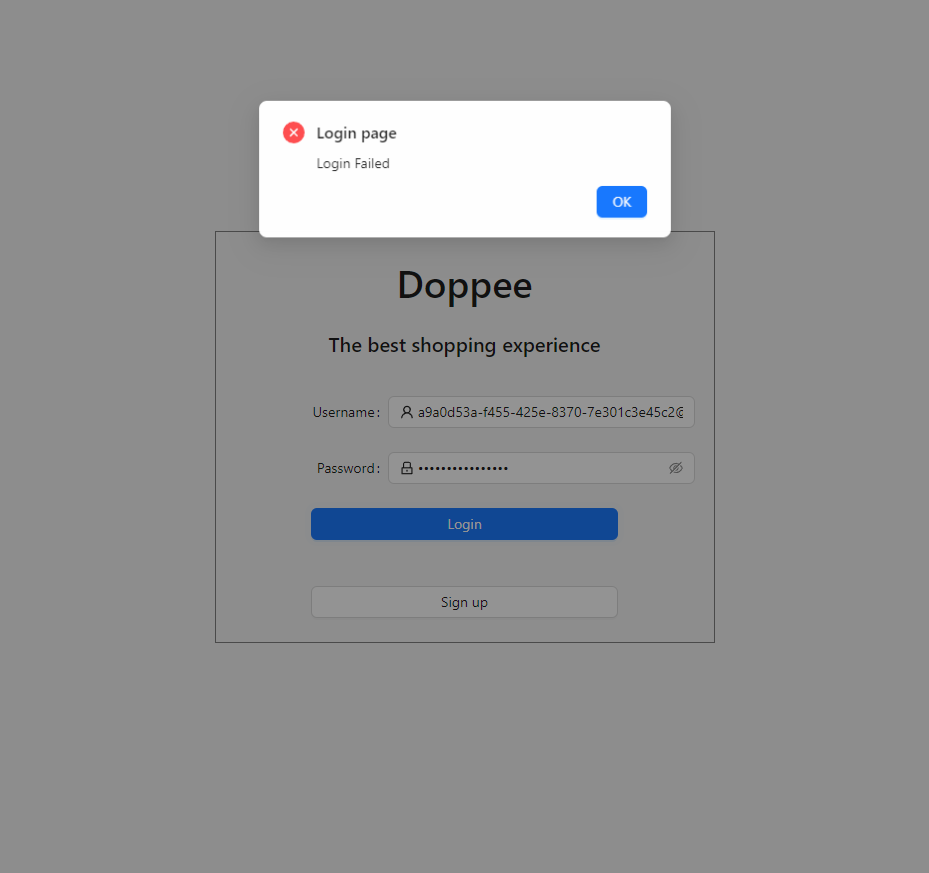 Login page
Login Failed
OK
Doppee
The best shopping experience
Username: a9a0d53a-f455-425e-8370-7e301c3e45c2@
Password: ••••••••••••••••
Login
Sign up